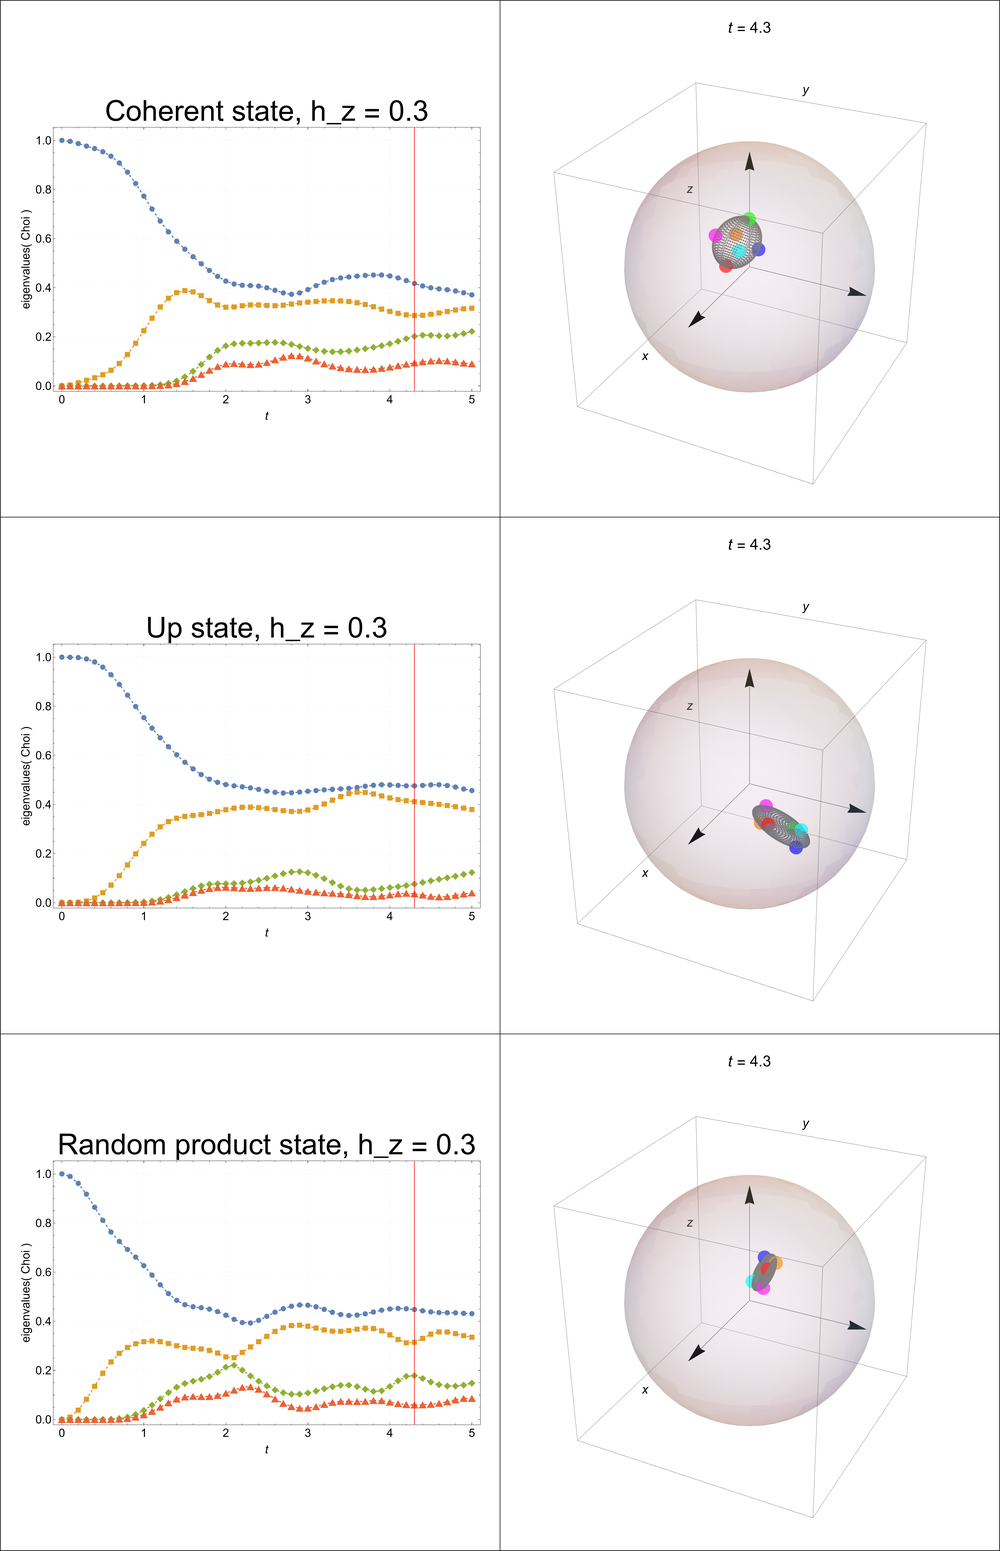 Coherent state, h_z = 0.3
eigenvalues( Choi )
1.0
0.8
0.6
0.4
0.2
0.0
0 1 2 3 4 5
t
t = 4.3
y
z
x
Up state, h_z = 0.3
eigenvalues( Choi )
1.0
0.8
0.6
0.4
0.2
0.0
0 1 2 3 4 5
t
t = 4.3
y
z
x
Random product state, h_z = 0.3
eigenvalues( Choi )
1.0
0.8
0.6
0.4
0.2
0.0
0 1 2 3 4 5
t
t = 4.3
y
z
x